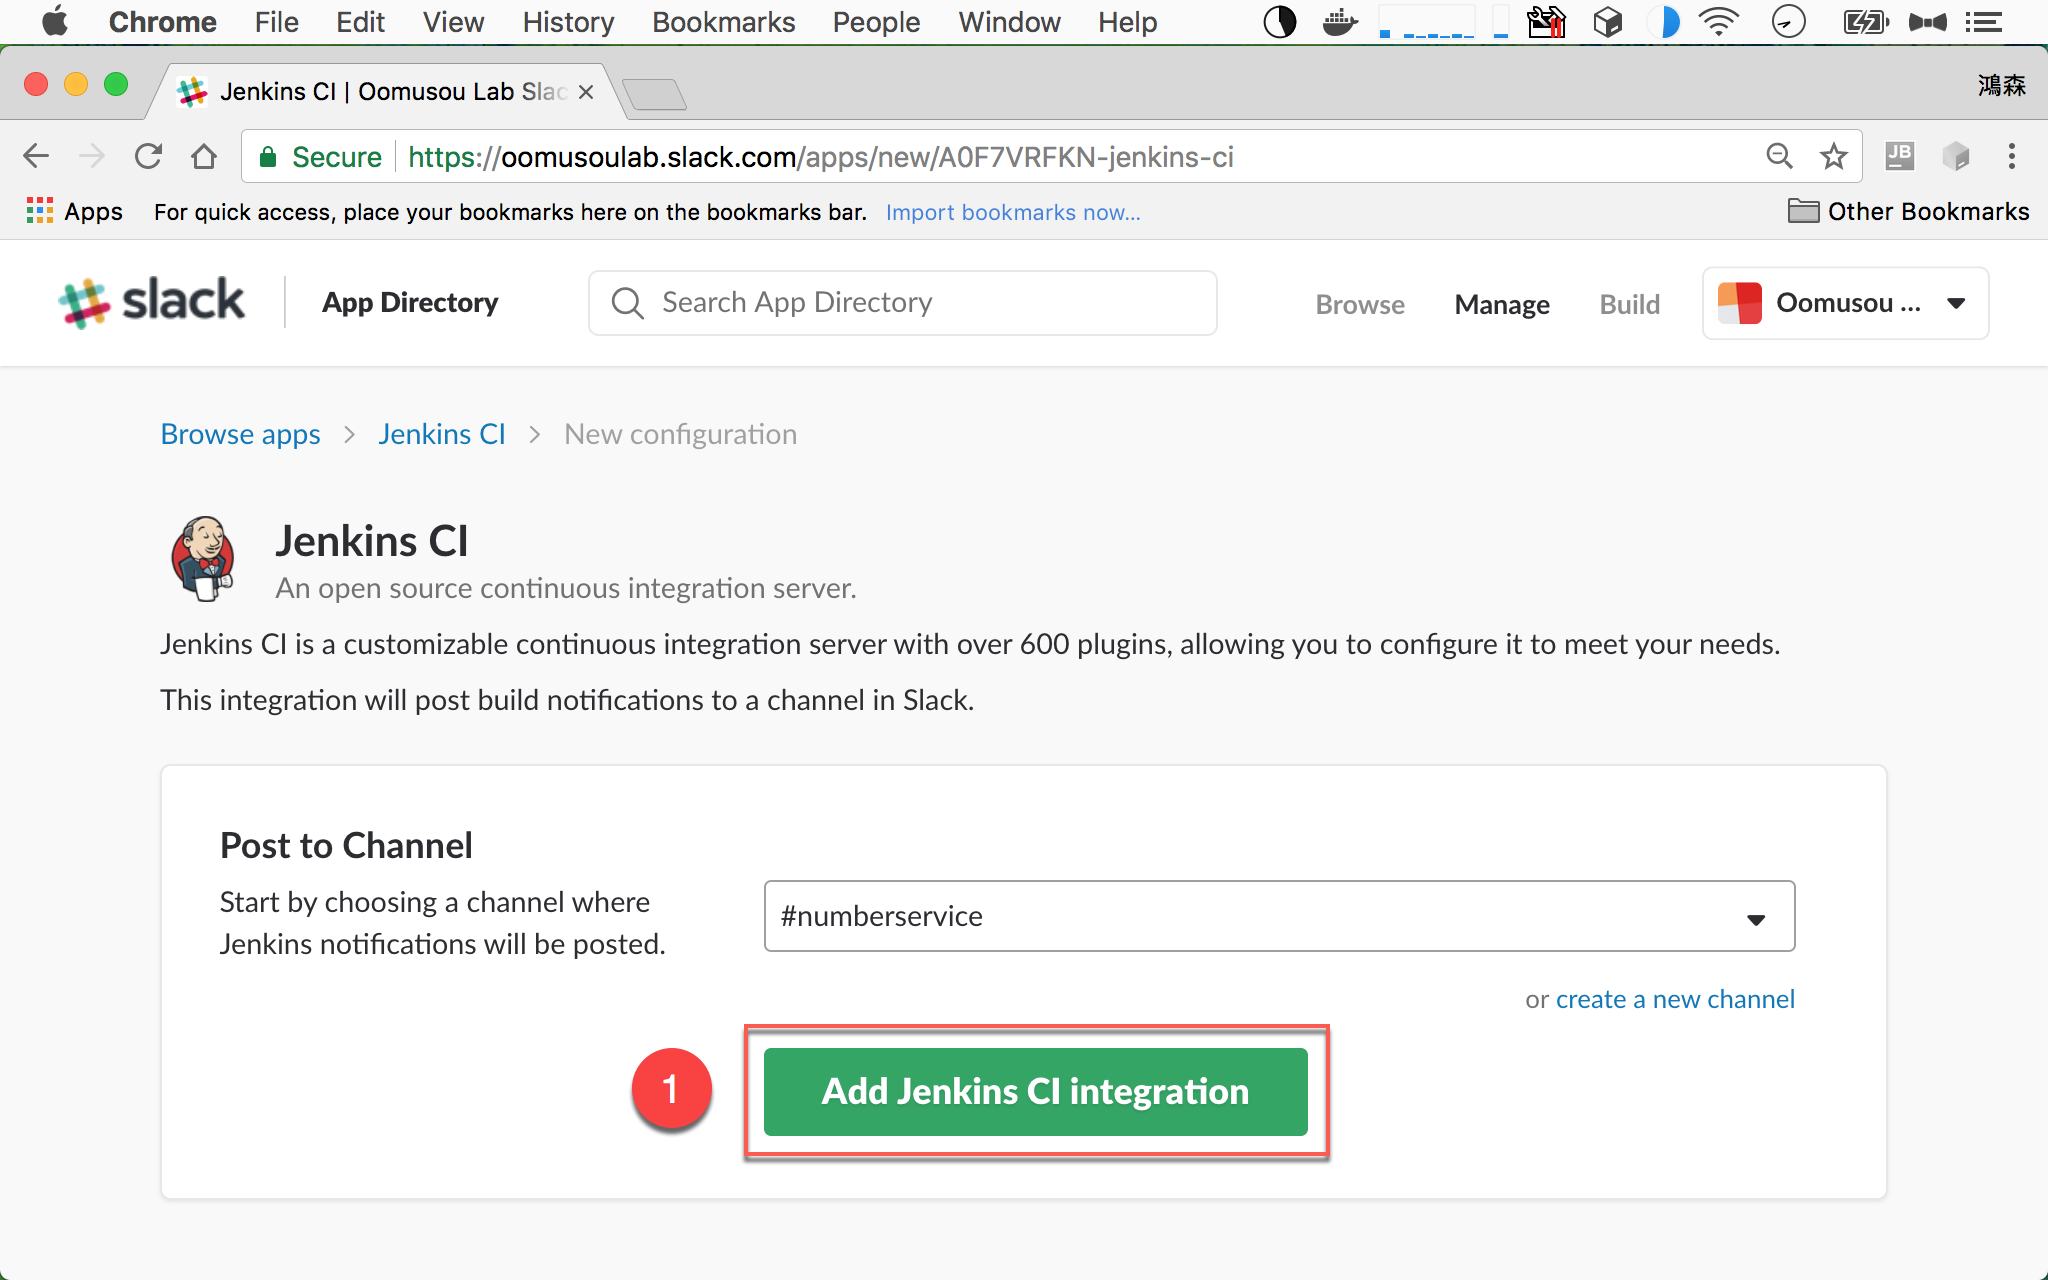 Chrome File Edit View History Bookmarks People Window Help
Jenkins CI | Oomusou Lab Slac
鴻森
Secure https://oomusoulab.slack.com/apps/new/A0F7VRFKN-jenkins-ci
JB
Apps For quick access, place your bookmarks here on the bookmarks bar. Import bookmarks now... Other Bookmarks
slack App Directory Search App Directory Browse Manage Build Oomusou ...
Browse apps > Jenkins CI > New configuration
Jenkins CI
An open source continuous integration server.
Jenkins CI is a customizable continuous integration server with over 600 plugins, allowing you to configure it to meet your needs.
This integration will post build notifications to a channel in Slack.
Post to Channel
Start by choosing a channel where
Jenkins notifications will be posted.
#numberservice
or create a new channel
1
Add Jenkins CI integration